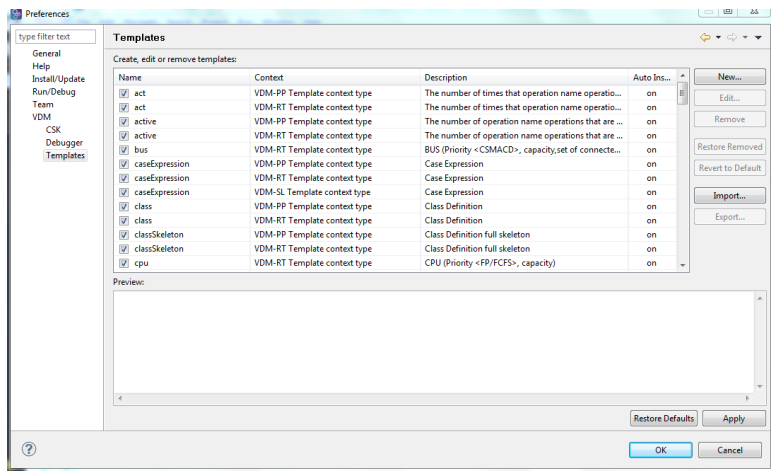 Preferences
type filter text
General
Help
Install/Update
Run/Debug
Team
VDM
CSK
Debugger
Templates
Templates
Create, edit or remove templates:
Name Context Description Auto Ins...
act VDM-PP Template context type The number of times that operation name operatio... on
act VDM-RT Template context type The number of times that operation name operatio... on
active VDM-PP Template context type The number of operation name operations that are ... on
active VDM-RT Template context type The number of operation name operations that are ... on
bus VDM-RT Template context type BUS (Priority <CSMACD>, capacity,set of connecte... on
caseExpression VDM-PP Template context type Case Expression on
caseExpression VDM-RT Template context type Case Expression on
caseExpression VDM-SL Template context type Case Expression on
class VDM-PP Template context type Class Definition on
class VDM-RT Template context type Class Definition on
classSkeleton VDM-PP Template context type Class Definition full skeleton on
classSkeleton VDM-RT Template context type Class Definition full skeleton on
cpu VDM-RT Template context type CPU (Priority <FP/FCFS>, capacity) on
New...
Edit...
Remove
Restore Removed
Revert to Default
Import...
Export...
Preview:
Restore Defaults Apply
OK Cancel